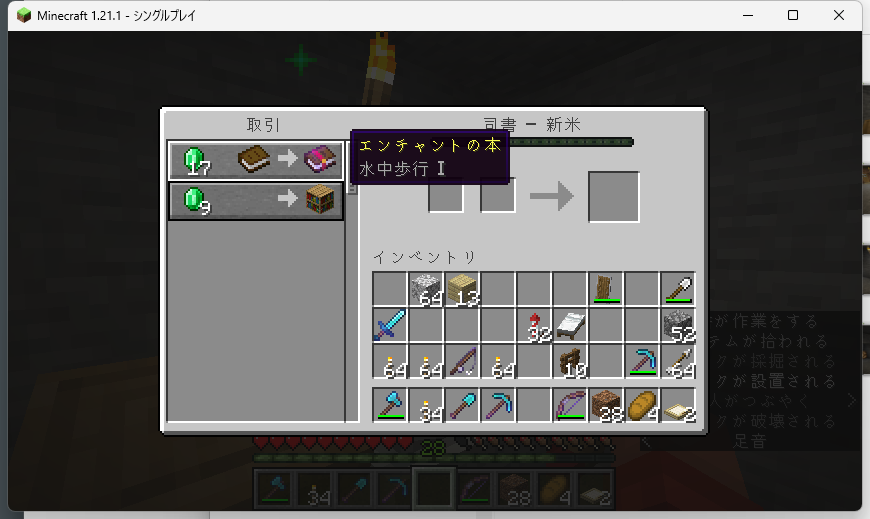 Minecraft 1.21.1 - シングルプレイ
取引
司書 - 新米
エンチャントの本
水中歩行 I
17
9
インベントリ
64
13
32
52
64
64
64
10
64
34
28
4
2
が作業をする
テムが拾われる
クが採掘される
クが設置される
人がつぶやく
クが破壊される
足音
28
34
28
4
2